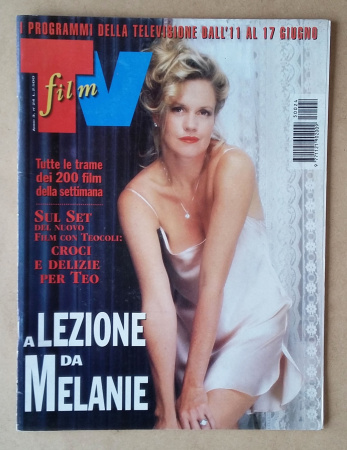 I PROGRAMMI DELLA TELEVISIONE DALL'11 AL 17 GIUGNO
film TV
Tutte le trame
dei 200 film
della settimana
SUL SET
DEL NUOVO
FILM CON TEOCOLI:
CROCI
E DELIZIE
PER TEO
A LEZIONE
DA
MELANIE